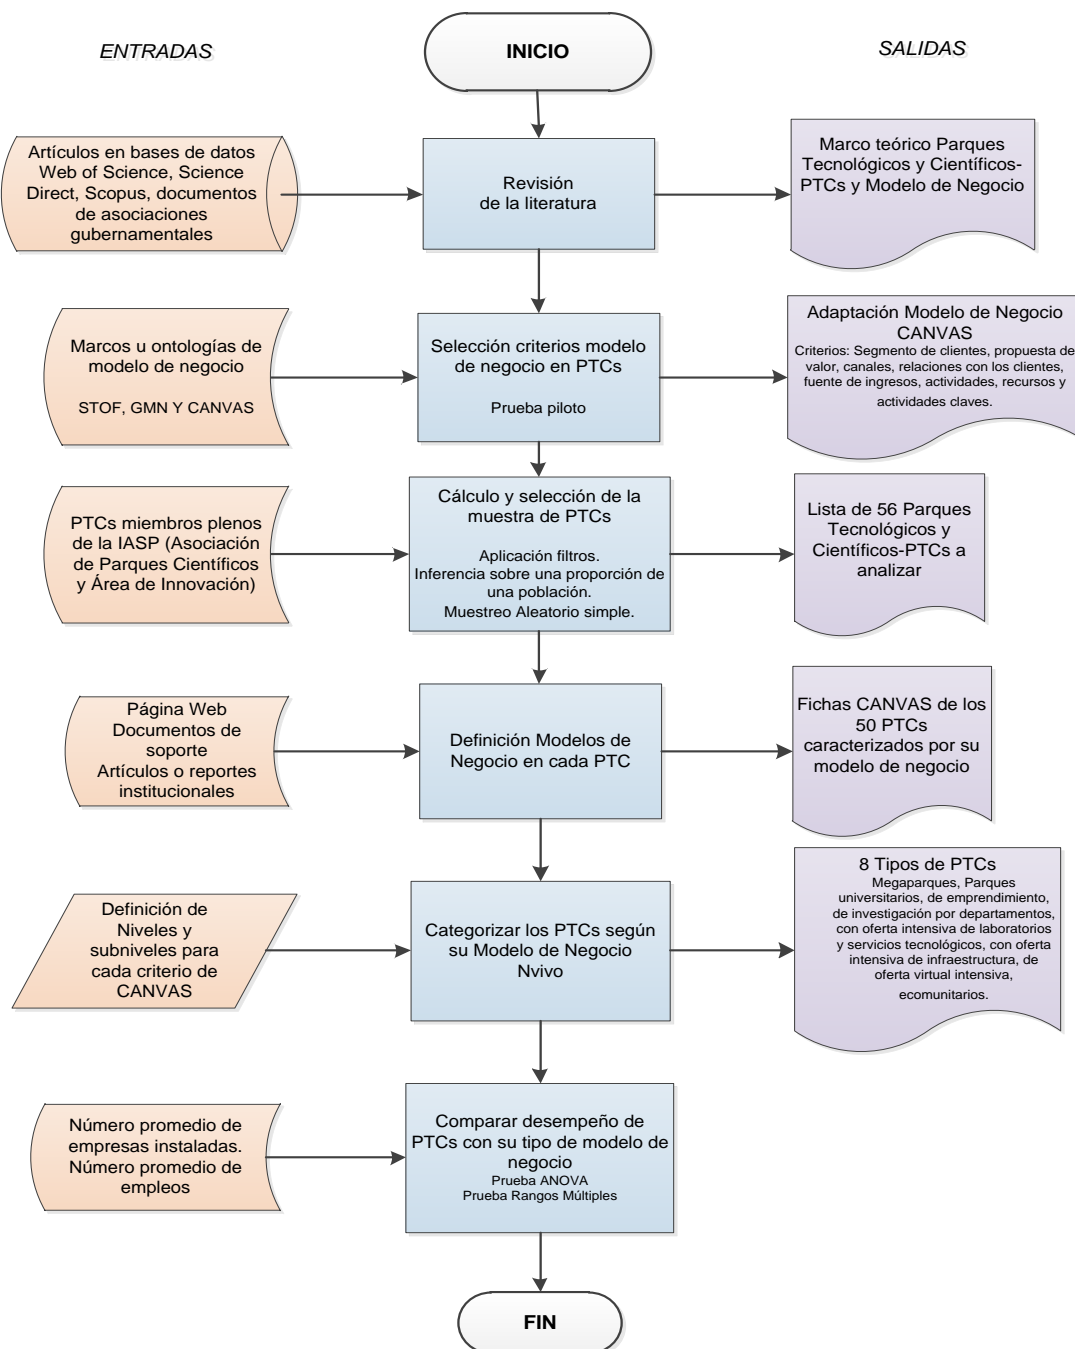 ENTRADAS
INICIO
SALIDAS
Artículos en bases de datos
Web of Science, Science
Direct, Scopus, documentos
de asociaciones
gubernamentales
Revisión
de la literatura
Marco teórico Parques
Tecnológicos y Científicos-
PTCs y Modelo de Negocio
Marcos u ontologías de
modelo de negocio
STOF, GMN Y CANVAS
Selección criterios modelo
de negocio en PTCs
Prueba piloto
Adaptación Modelo de Negocio
CANVAS
Criterios: Segmento de clientes, propuesta de
valor, canales, relaciones con los clientes,
fuente de ingresos, actividades, recursos y
actividades claves.
PTCs miembros plenos
de la IASP (Asociación
de Parques Científicos
y Área de Innovación)
Cálculo y selección de la
muestra de PTCs
Aplicación filtros.
Inferencia sobre una proporción de
una población.
Muestreo Aleatorio simple.
Lista de 56 Parques
Tecnológicos y
Científicos-PTCs a
analizar
Página Web
Documentos de
soporte
Artículos o reportes
institucionales
Definición Modelos de
Negocio en cada PTC
Fichas CANVAS de los
50 PTCs
caracterizados por su
modelo de negocio
Definición de
Niveles y
subniveles para
cada criterio de
CANVAS
Categorizar los PTCs según
su Modelo de Negocio
Nvivo
8 Tipos de PTCs
Megaparques, Parques
universitarios, de emprendimiento,
de investigación por departamentos,
con oferta intensiva de laboratorios
y servicios tecnológicos, con oferta
intensiva de infraestructura, de
oferta virtual intensiva,
ecomunitarios.
Número promedio de
empresas instaladas.
Número promedio de
empleos
Comparar desempeño de
PTCs con su tipo de modelo de
negocio
Prueba ANOVA
Prueba Rangos Múltiples
FIN